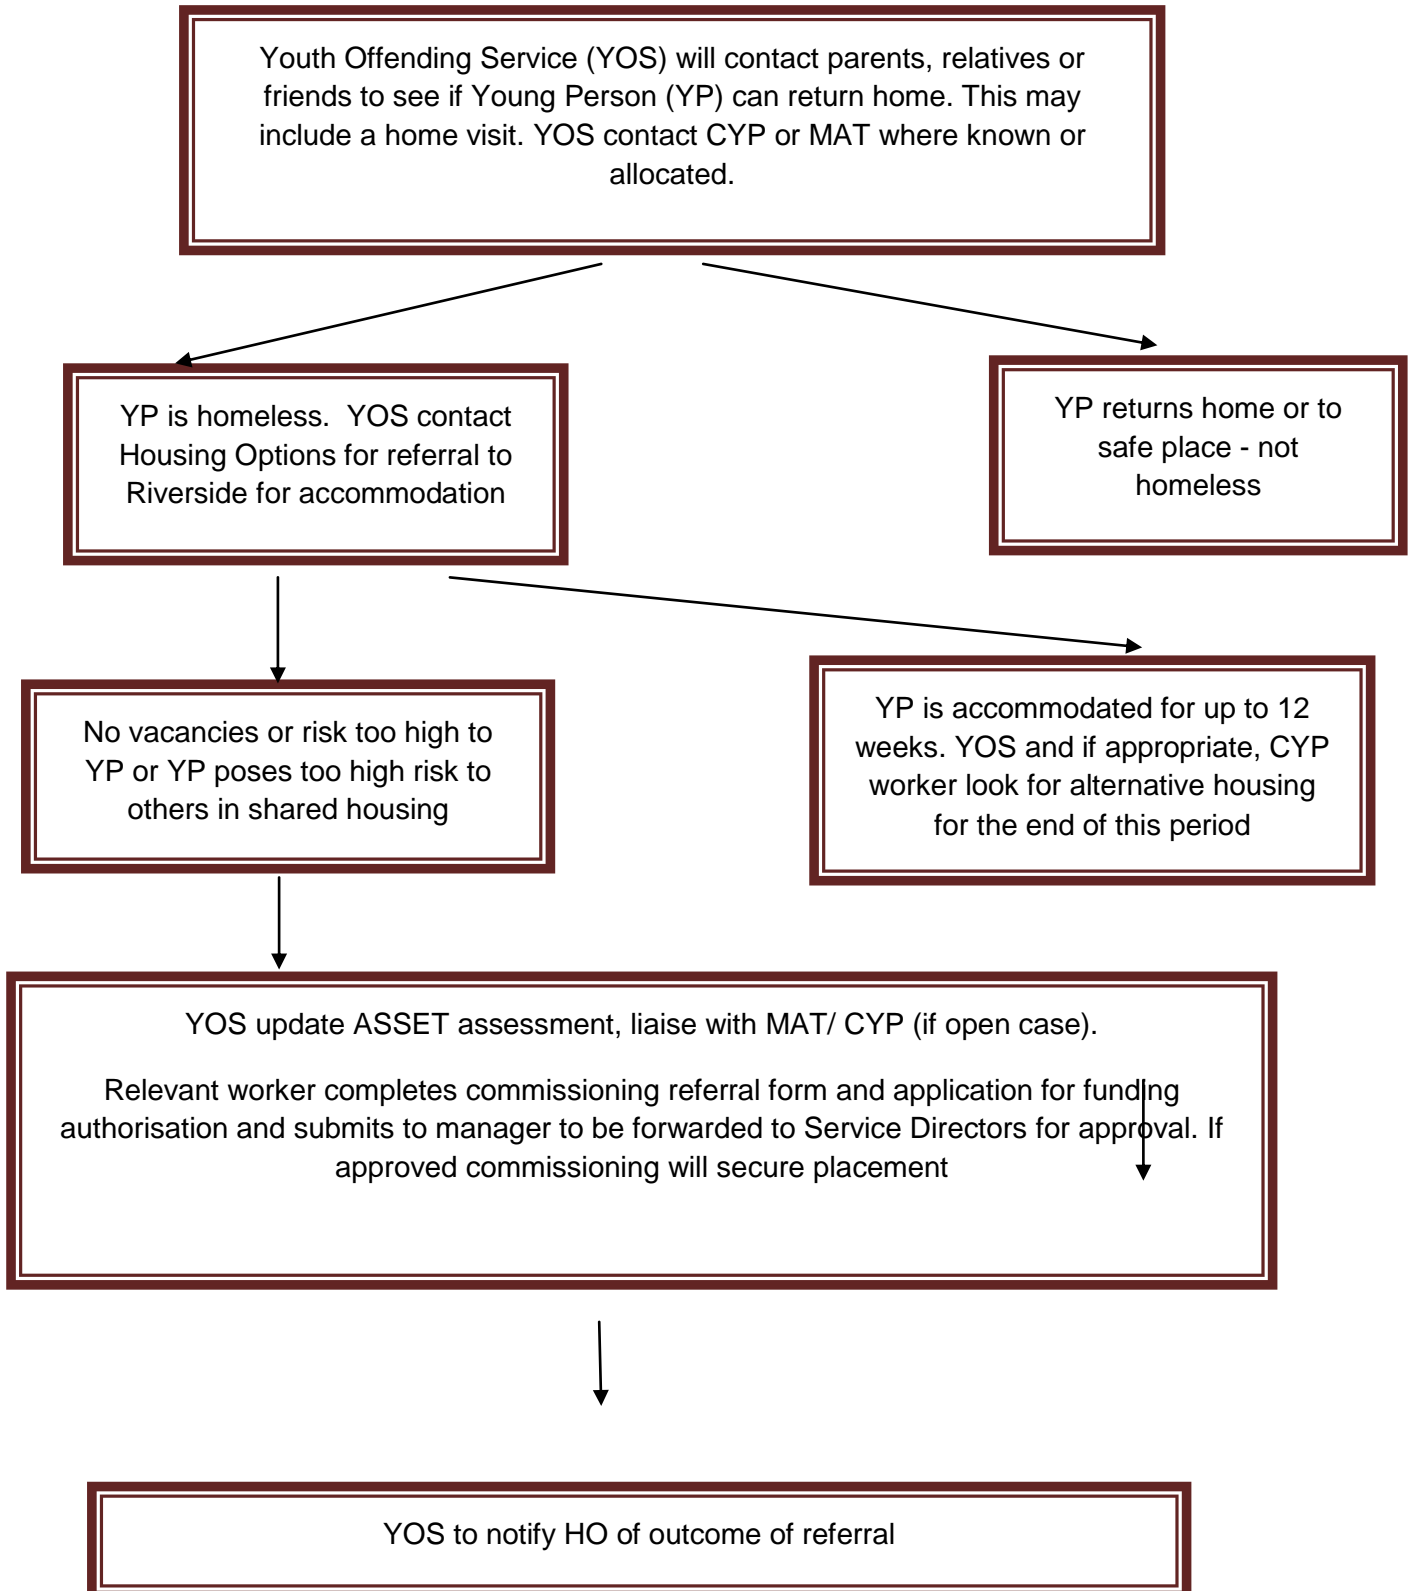 Youth Offending Service (YOS) will contact parents, relatives or
friends to see if Young Person (YP) can return home. This may
include a home visit. YOS contact CYP or MAT where known or
allocated.
YP is homeless.  YOS contact
Housing Options for referral to
Riverside for accommodation
YP returns home or to
safe place - not
homeless
No vacancies or risk too high to
YP or YP poses too high risk to
others in shared housing
YP is accommodated for up to 12
weeks. YOS and if appropriate, CYP
worker look for alternative housing
for the end of this period
YOS update ASSET assessment, liaise with MAT/ CYP (if open case).
Relevant worker completes commissioning referral form and application for funding
authorisation and submits to manager to be forwarded to Service Directors for approval. If
approved commissioning will secure placement
YOS to notify HO of outcome of referral